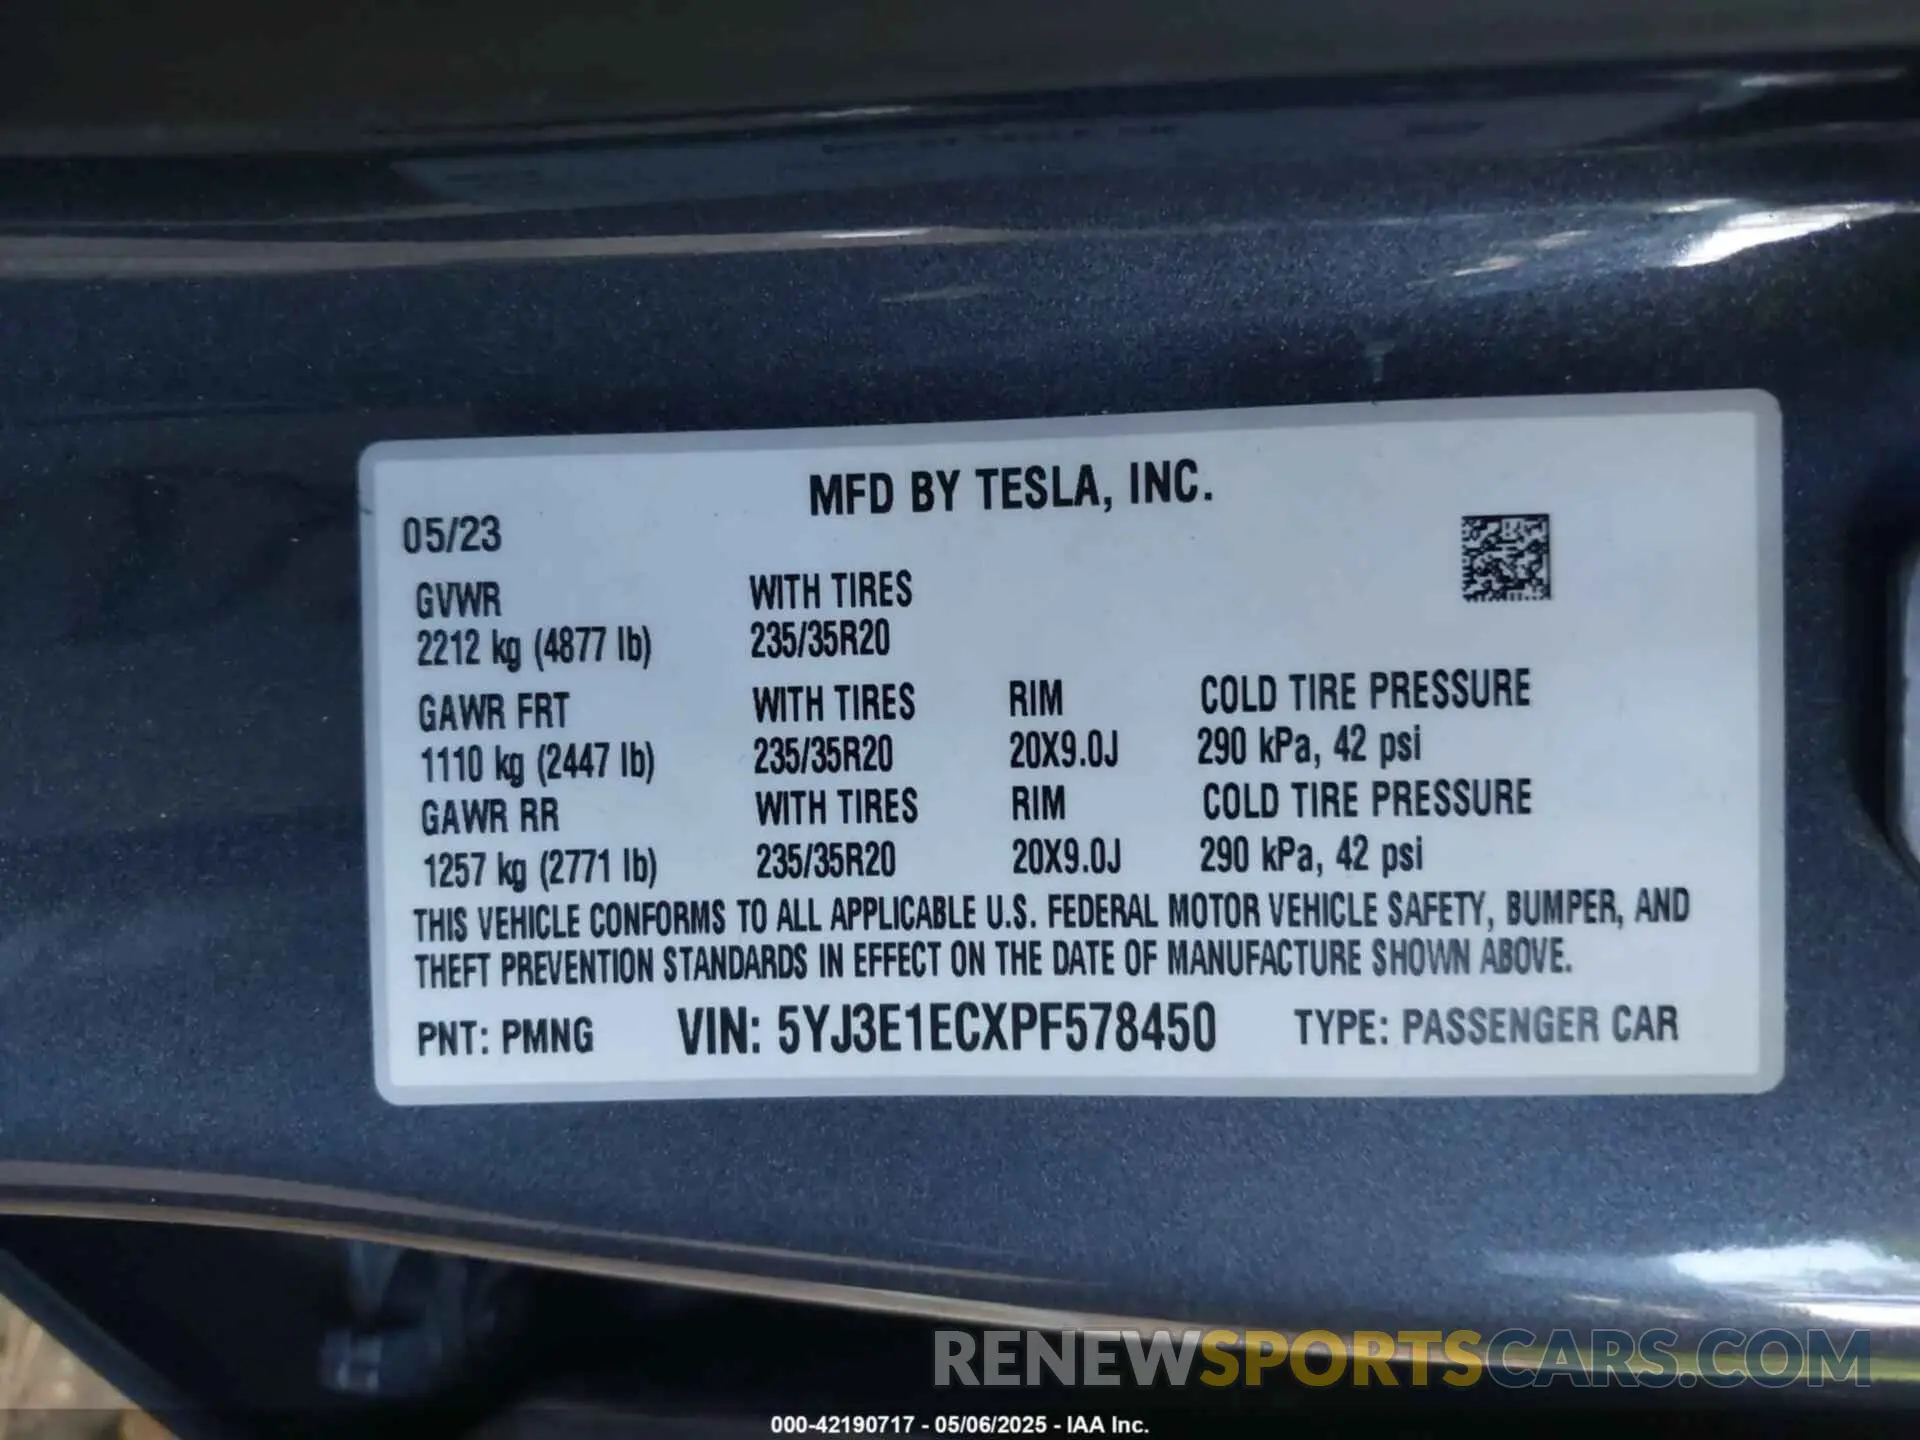 MFD BY TESLA, INC.
05/23
GVWR WITH TIRES
2212 kg (4877 lb) 235/35R20
GAWR FRT WITH TIRES RIM COLD TIRE PRESSURE
1110 kg (2447 lb) 235/35R20 20X9.0J 290 kPa, 42 psi
GAWR RR WITH TIRES RIM COLD TIRE PRESSURE
1257 kg (2771 lb) 235/35R20 20X9.0J 290 kPa, 42 psi
THIS VEHICLE CONFORMS TO ALL APPLICABLE U.S. FEDERAL MOTOR VEHICLE SAFETY, BUMPER, AND
THEFT PREVENTION STANDARDS IN EFFECT ON THE DATE OF MANUFACTURE SHOWN ABOVE.
PNT: PMNG VIN: 5YJ3E1ECXPF578450 TYPE: PASSENGER CAR
RENEWSPORTSCARS.COM
000-42190717 - 05/06/2025 - IAA Inc.